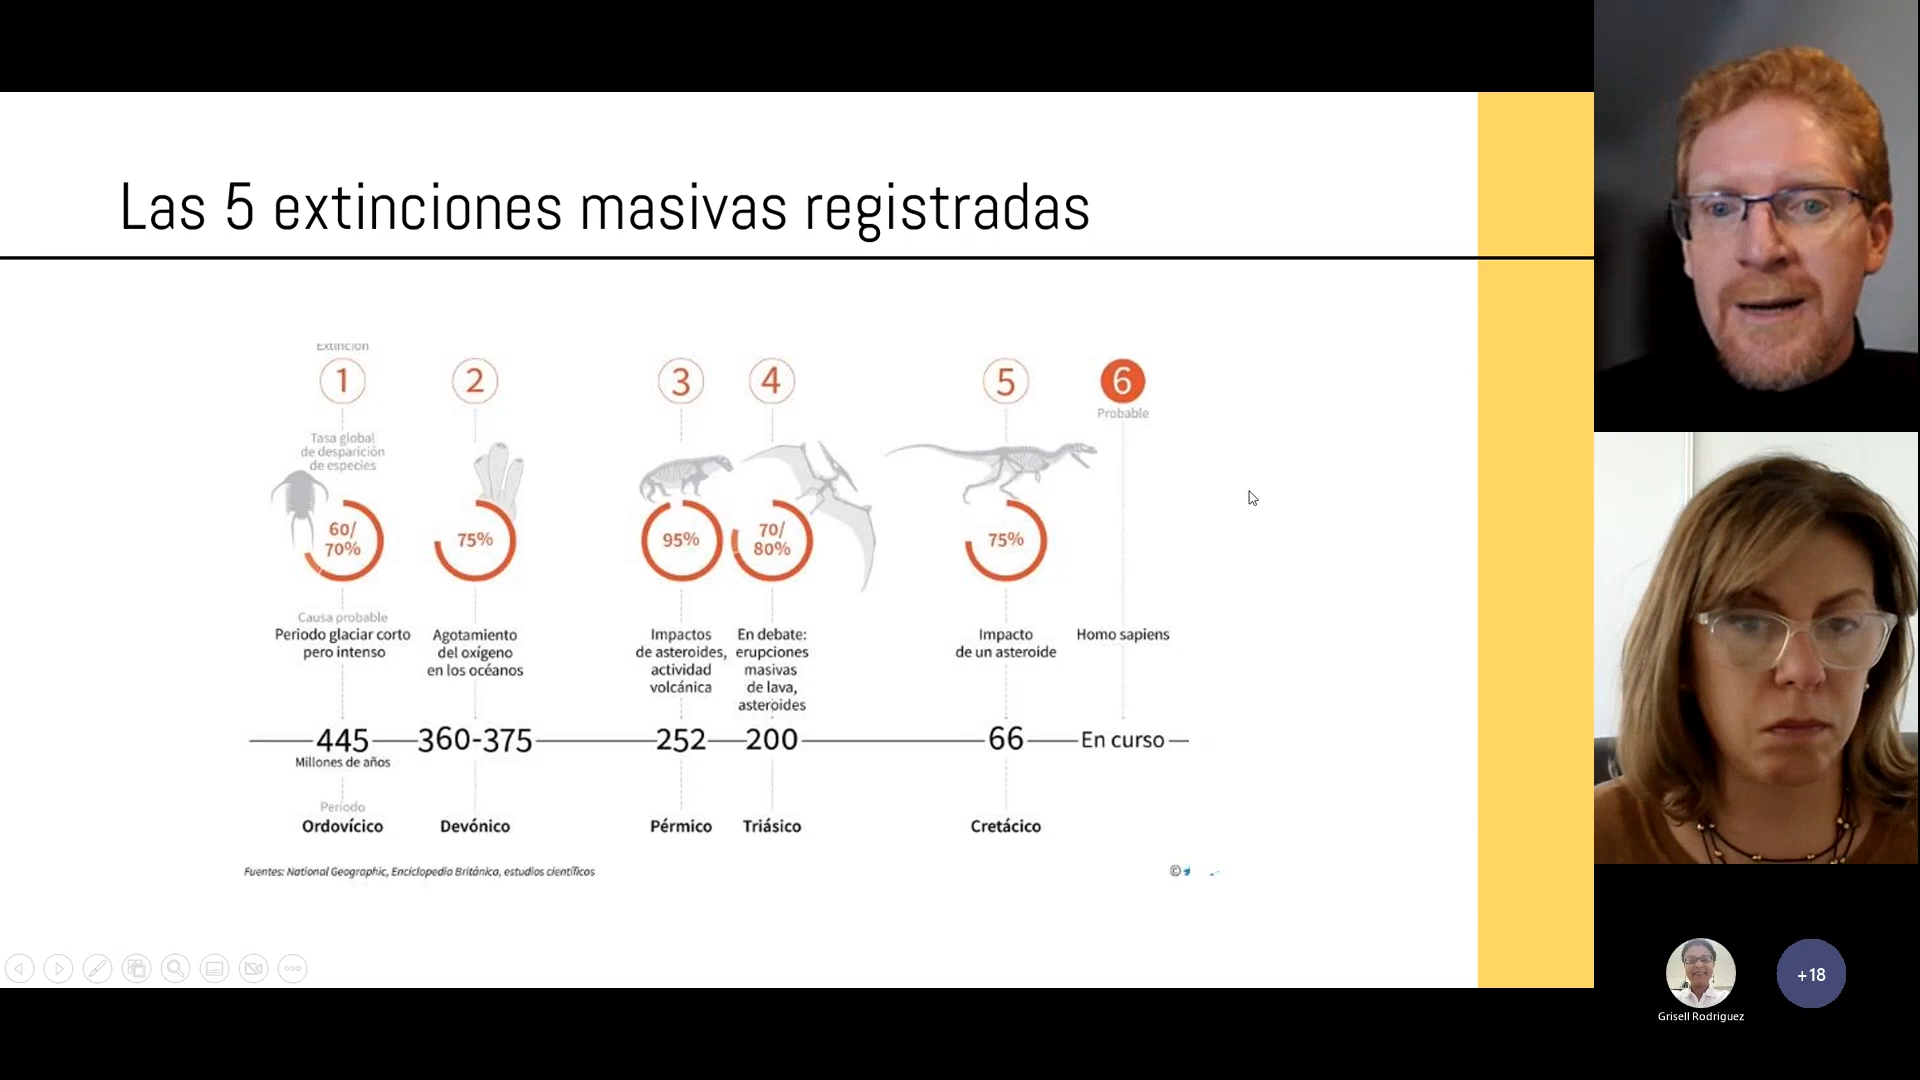 Las 5 extinciones masivas registradas
Extinción
1
2
3
4
5
6
Probable
Tasa global
de desparición
de especies
60/
70%
75%
95%
70/
80%
75%
Causa probable
Periodo glaciar corto
pero intenso
Agotamiento
del oxígeno
en los océanos
Impactos
de asteroides,
actividad
volcánica
En debate:
erupciones
masivas
de lava,
asteroides
Impacto
de un asteroide
Homo sapiens
445
Millones de años
360-375
252
200
66
En curso
Periodo
Ordovícico
Devónico
Pérmico
Triásico
Cretácico
Fuentes: National Geographic, Enciclopedia Británica, estudios científicos
©
+18
Grisell Rodriguez